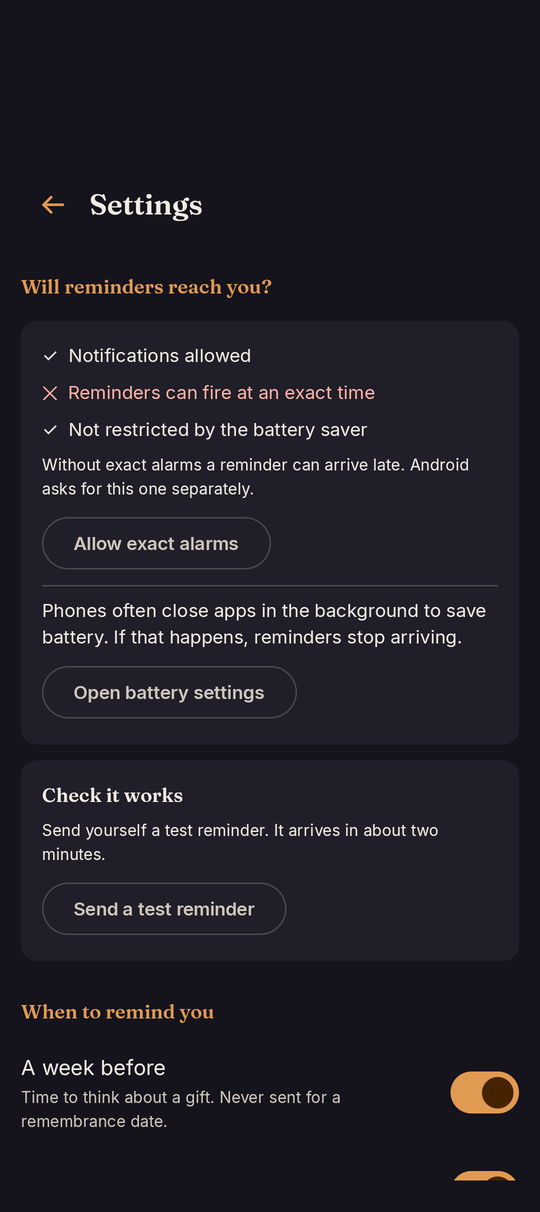 Settings
Will reminders reach you?
Notifications allowed
Reminders can fire at an exact time
Not restricted by the battery saver
Without exact alarms a reminder can arrive late. Android
asks for this one separately.
Allow exact alarms
Phones often close apps in the background to save
battery. If that happens, reminders stop arriving.
Open battery settings
Check it works
Send yourself a test reminder. It arrives in about two
minutes.
Send a test reminder
When to remind you
A week before
Time to think about a gift. Never sent for a
remembrance date.